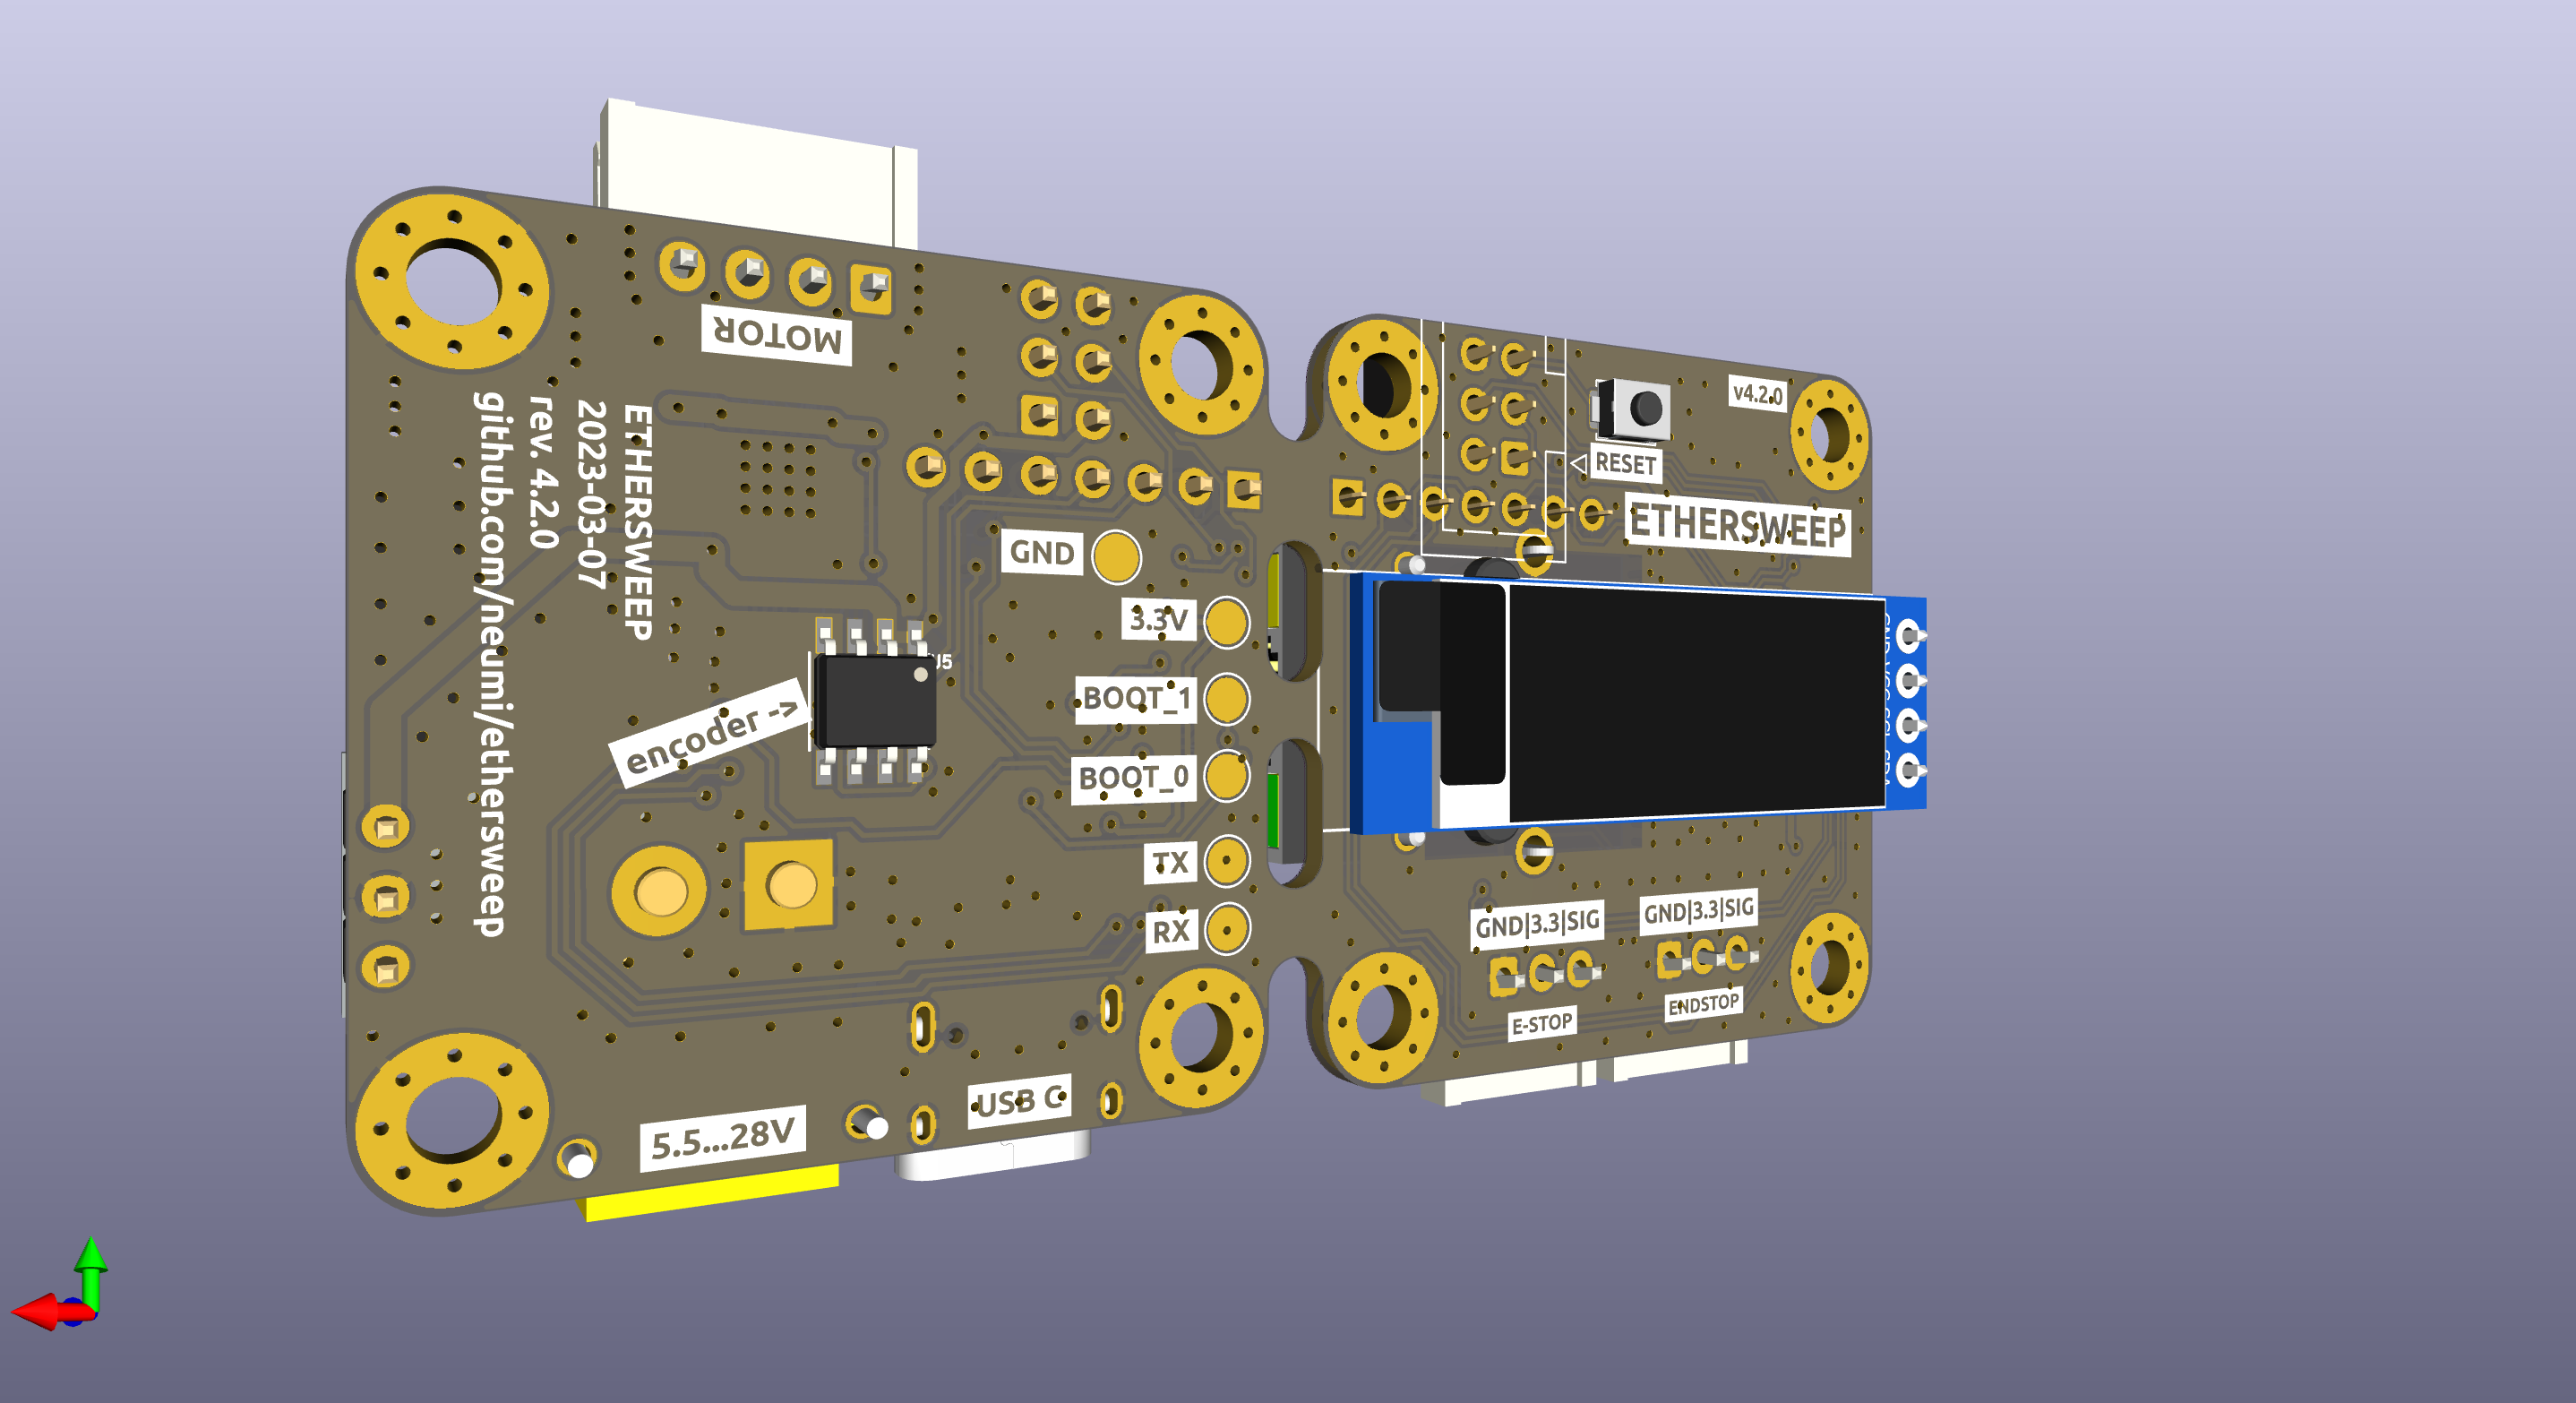 MOTOR
ETHERSWEEP
2023-03-07
rev. 4.2.0
github.com/neumi/ethersweep
GND
3.3V
BOOT_1
BOOT_0
TX
RX
U5
encoder ->
5.5...28V
USB C
v4.2.0
RESET
ETHERSWEEP
GND|3.3|SIG
E-STOP
GND|3.3|SIG
ENDSTOP